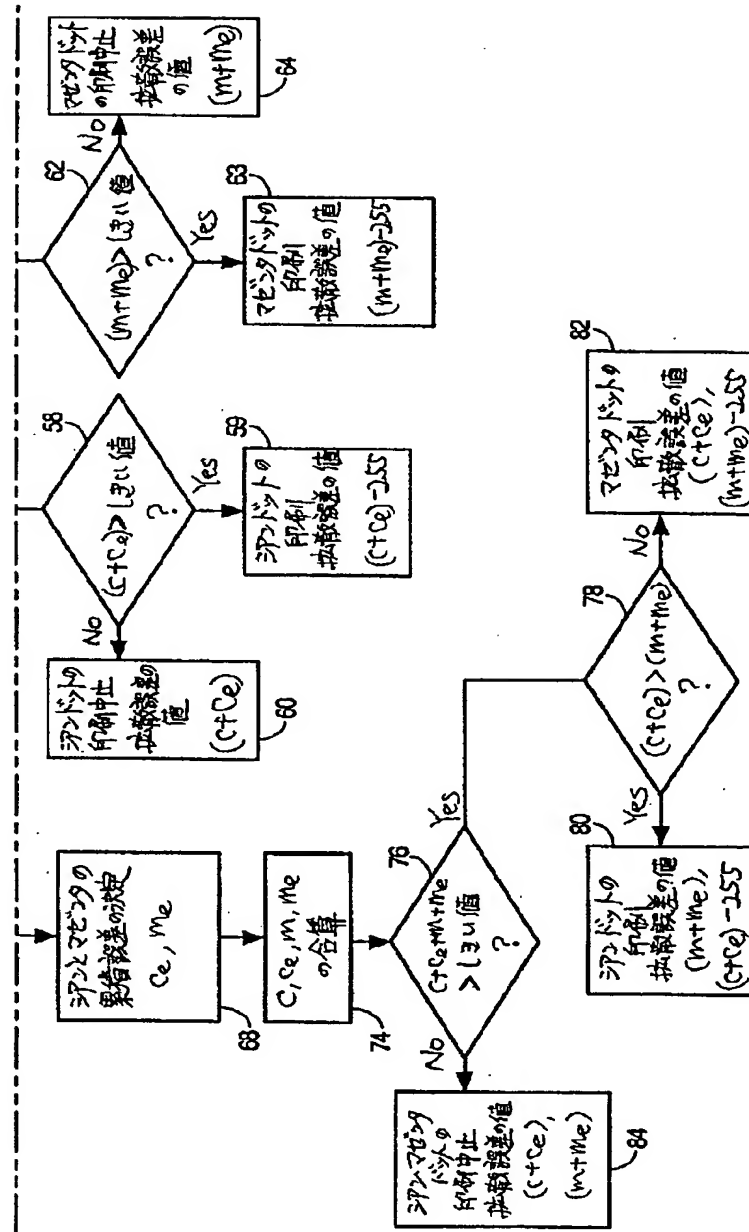 シアンとマゼンタの
累積誤差の決定
Ce, me
68
C, Ce, m, me
の合算
74
C+Ce+m+me
> しきい値
?
76
No
Yes
シアン・マゼンタ
ドットの
印刷中止
拡散誤差の値
(c+Ce),
(m+me)
84
(C+Ce)>(m+me)
?
78
Yes
No
シアンドットの
印刷
拡散誤差の値
(m+me),
(C+Ce)-255
80
マゼンタドットの
印刷
拡散誤差の値
(C+Ce),
(m+me)-255
82
(C+Ce)>しきい値
?
58
No
Yes
シアンドットの
印刷中止
拡散誤差の
値
(C+Ce)
60
シアンドットの
印刷
拡散誤差の値
(C+Ce)-255
59
(m+me)>しきい値
?
62
No
Yes
マゼンタドット
の印刷中止
拡散誤差
の値
(m+me)
64
マゼンタドットの
印刷
拡散誤差の値
(m+me)-255
63